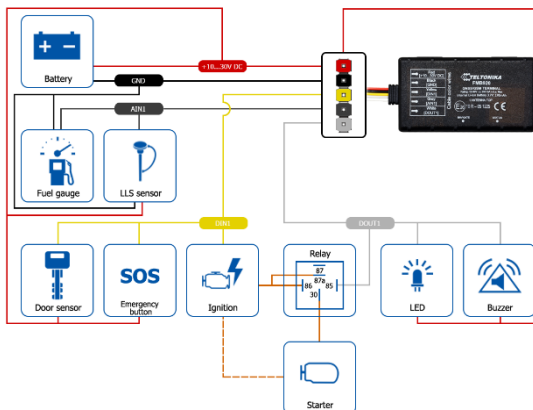 +10...30V DC
Battery
GND
AIN1
TELTONIKA
FMB920
Fuel gauge
LLS sensor
DIN1
DOUT1
Door sensor
SOS
Emergency
button
Ignition
Relay
87
87a
86
85
30
LED
Buzzer
Starter